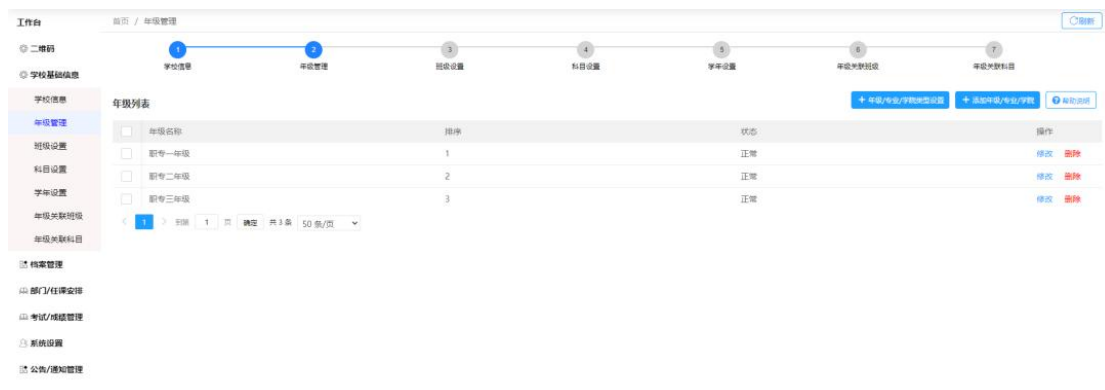 工作台
首页 / 年级管理
刷新
二维码
学校基础信息
学校信息
年级管理
班级设置
科目设置
学年设置
年级关联班级
年级关联科目
档案管理
部门/任课安排
考试/成绩管理
系统设置
公告/通知管理
1 2 3 4 5 6 7
学校信息 年级管理 班级设置 科目设置 学年设置 年级关联班级 年级关联科目
年级列表
+ 年级/专业/学院类型设置 + 添加年级/专业/学院 帮助说明
年级名称 排序 状态 操作
职专一年级 1 正常 修改 删除
职专二年级 2 正常 修改 删除
职专三年级 3 正常 修改 删除
< 1 > 到第 1 页 确定 共 3 条 50 条/页